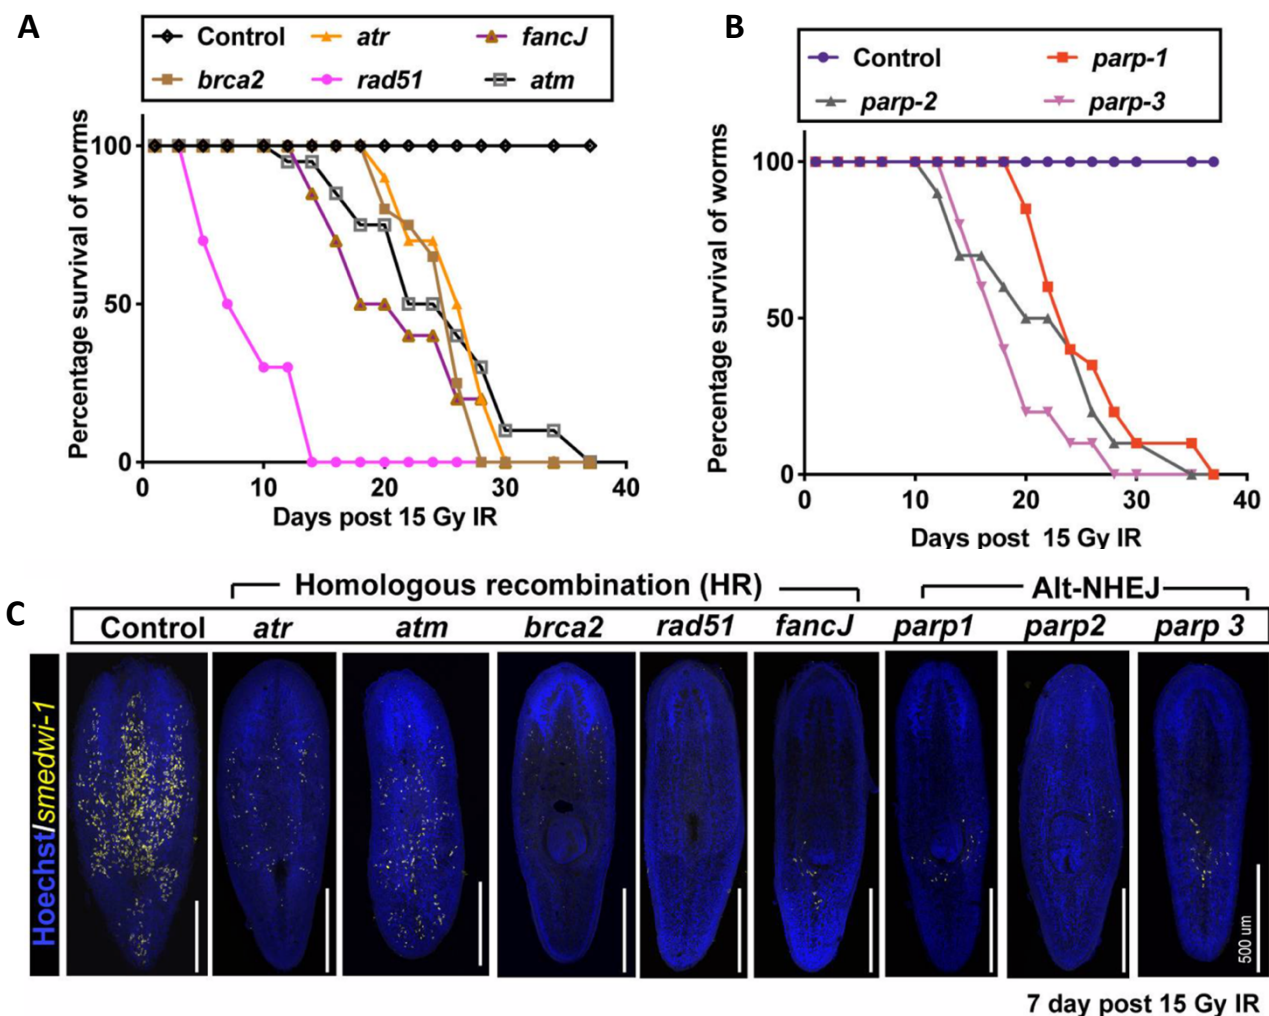 A
Control atr fancJ
brca2 rad51 atm
Percentage survival of worms
100
50
0
0 10 20 30 40
Days post 15 Gy IR
B
Control parp-1
parp-2 parp-3
Percentage survival of worms
100
50
0
0 10 20 30 40
Days post 15 Gy IR
C
Homologous recombination (HR) Alt-NHEJ
Control atr atm brca2 rad51 fancJ parp1 parp2 parp 3
Hoechst/smedwi-1
500 um
7 day post 15 Gy IR